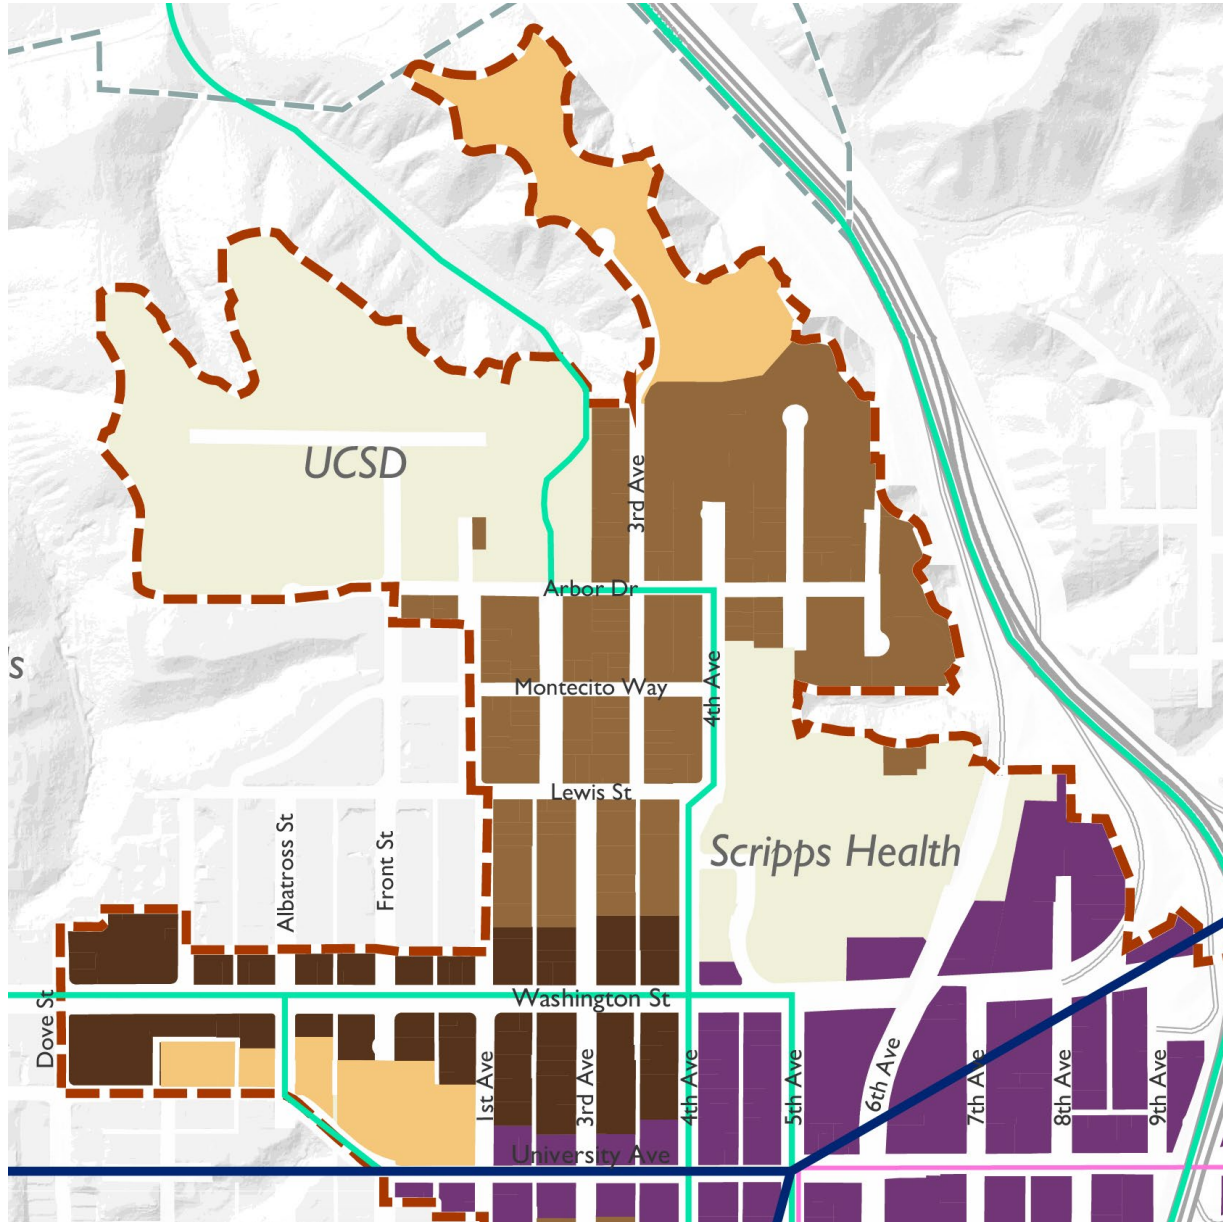 UCSD
3rd Ave
Arbor Dr
ls
Montecito Way
4th Ave
Lewis St
Albatross St
Front St
Scripps Health
Dove St
Washington St
1st Ave
3rd Ave
4th Ave
5th Ave
6th Ave
7th Ave
8th Ave
9th Ave
University Ave